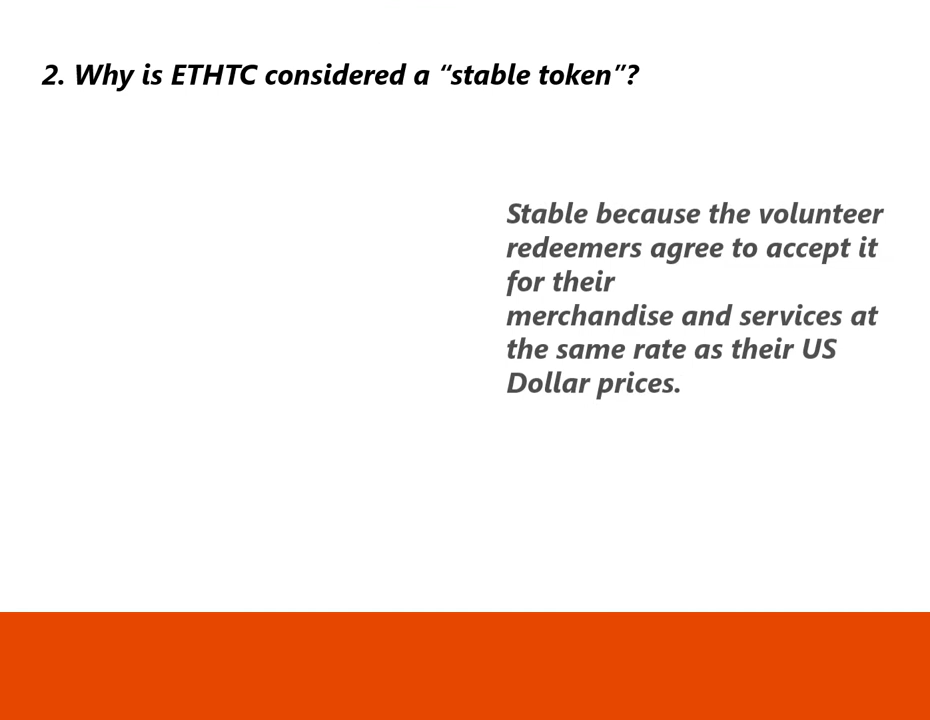 2. Why is ETHTC considered a “stable token”?
Stable because the volunteer
redeemers agree to accept it
for their
merchandise and services at
the same rate as their US
Dollar prices.